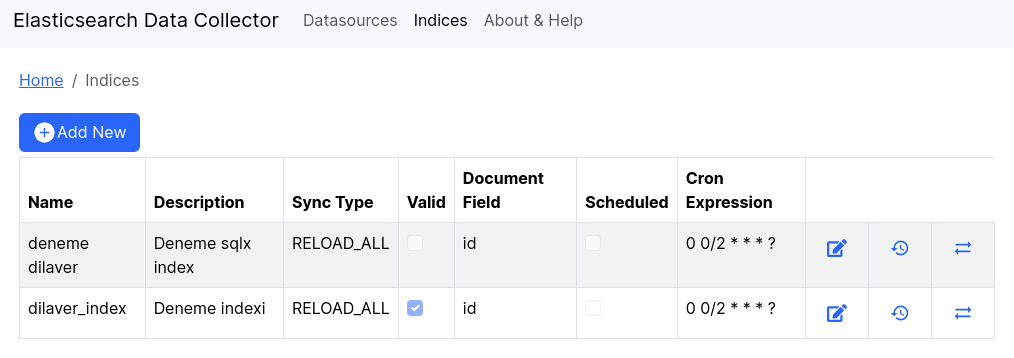 Elasticsearch Data Collector Datasources Indices About & Help
Home / Indices
Add New
Name Description Sync Type Valid Document Field Scheduled Cron Expression
deneme dilaver Deneme sqlx index RELOAD_ALL id 0 0/2 * * * ?
dilaver_index Deneme indexi RELOAD_ALL id 0 0/2 * * * ?